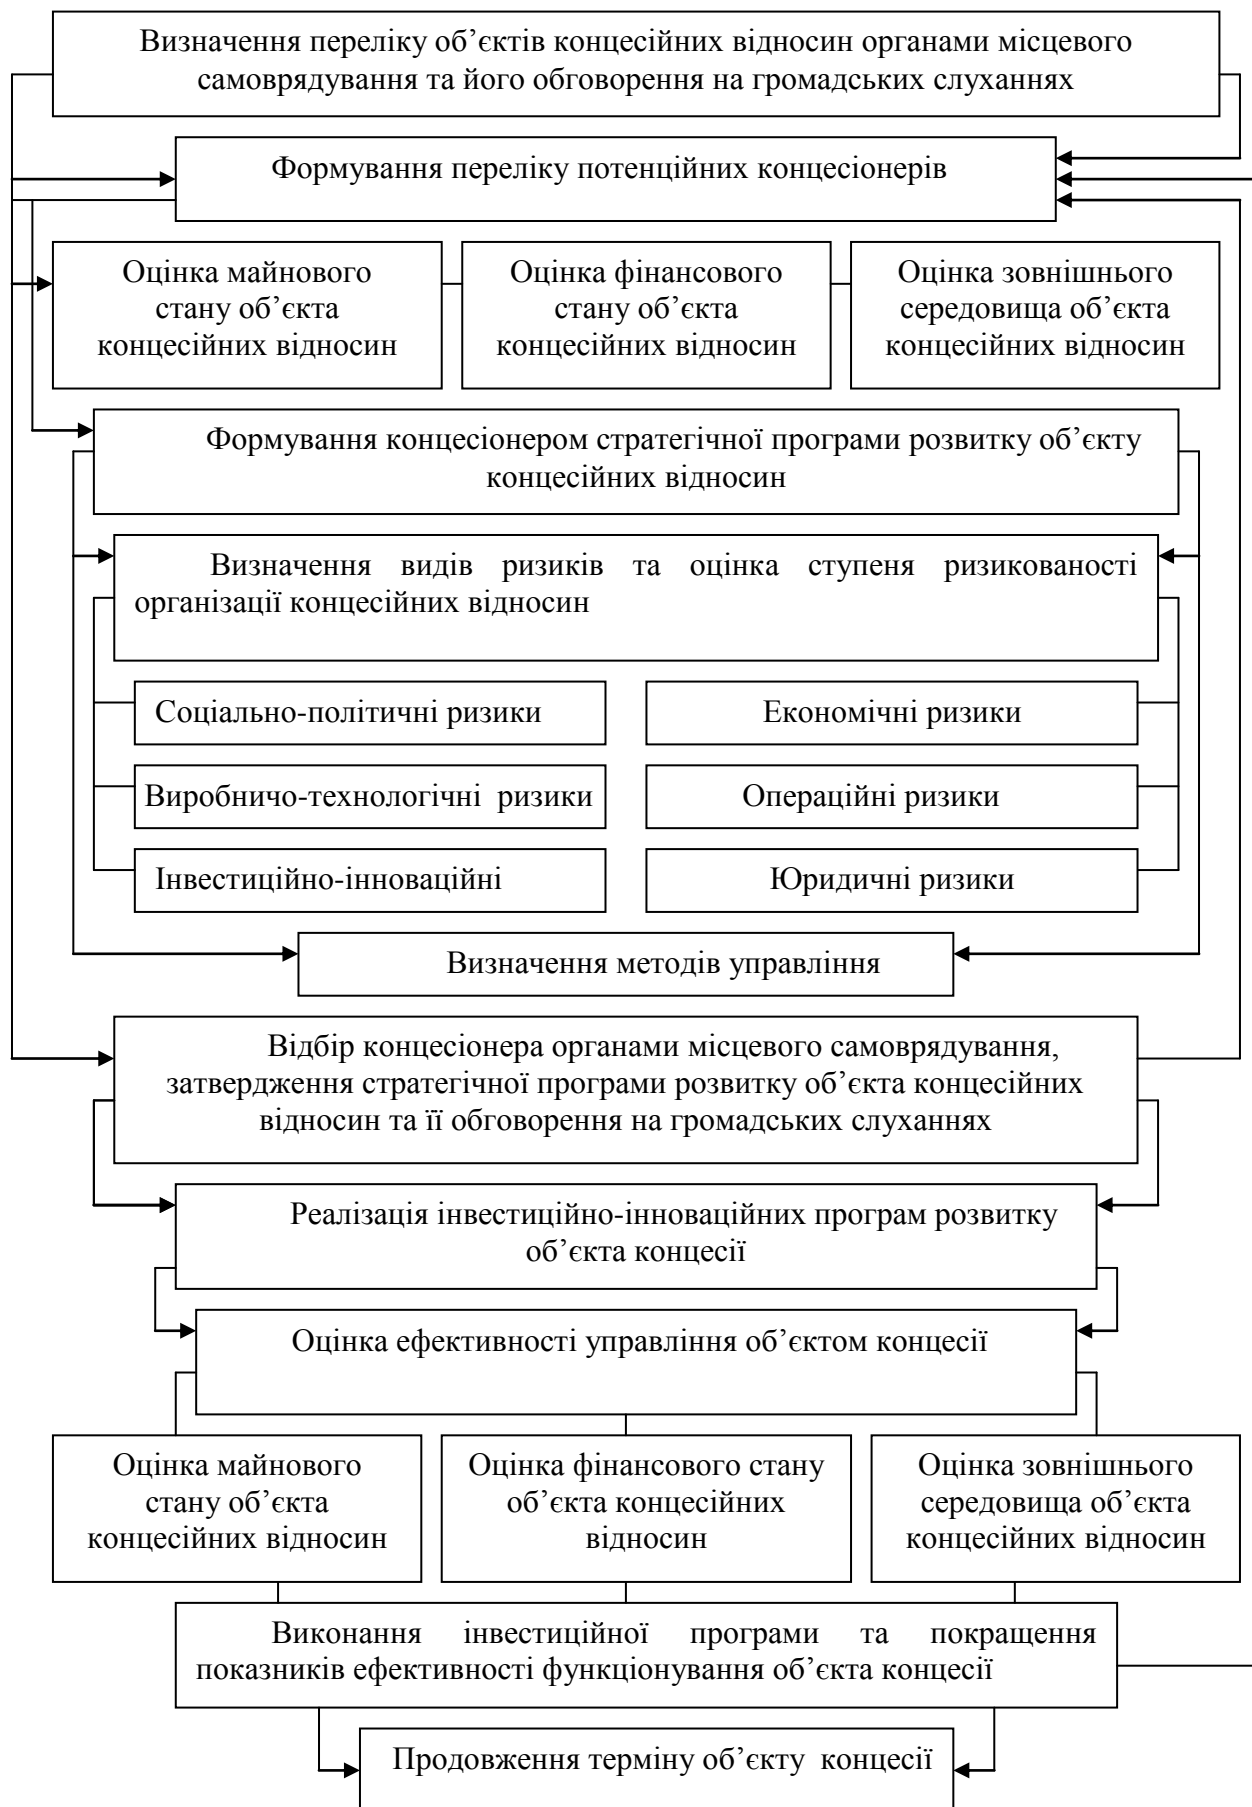 Визначення переліку об’єктів концесійних відносин органами місцевого
самоврядування та його обговорення на громадських слуханнях
Формування переліку потенційних концесіонерів
Оцінка майнового
стану об’єкта
концесійних відносин
Оцінка фінансового
стану об’єкта
концесійних відносин
Оцінка зовнішнього
середовища об’єкта
концесійних відносин
Формування концесіонером стратегічної програми розвитку об’єкту
концесійних відносин
Визначення видів ризиків та оцінка ступеня ризикованості
організації концесійних відносин
Соціально-політичні ризики
Економічні ризики
Виробничо-технологічні ризики
Операційні ризики
Інвестиційно-інноваційні
Юридичні ризики
Визначення методів управління
Відбір концесіонера органами місцевого самоврядування,
затвердження стратегічної програми розвитку об’єкта концесійних
відносин та її обговорення на громадських слуханнях
Реалізація інвестиційно-інноваційних програм розвитку
об’єкта концесії
Оцінка ефективності управління об’єктом концесії
Оцінка майнового
стану об’єкта
концесійних відносин
Оцінка фінансового стану
об’єкта концесійних
відносин
Оцінка зовнішнього
середовища об’єкта
концесійних відносин
Виконання інвестиційної програми та покращення
показників ефективності функціонування об’єкта концесії
Продовження терміну об’єкту концесії